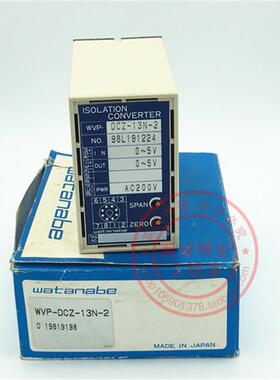 ISOLATION
CONVERTER
WVP- DCZ-13N-2
NO. 98L191224
IN 0~5V
OUT 0~5V
PWR AC200V
6 5 4 3
SPAN
7 8 1 2
ZERO
watanabe
WVP-DCZ-13N-2
0 19819198
MADE IN JAPAN